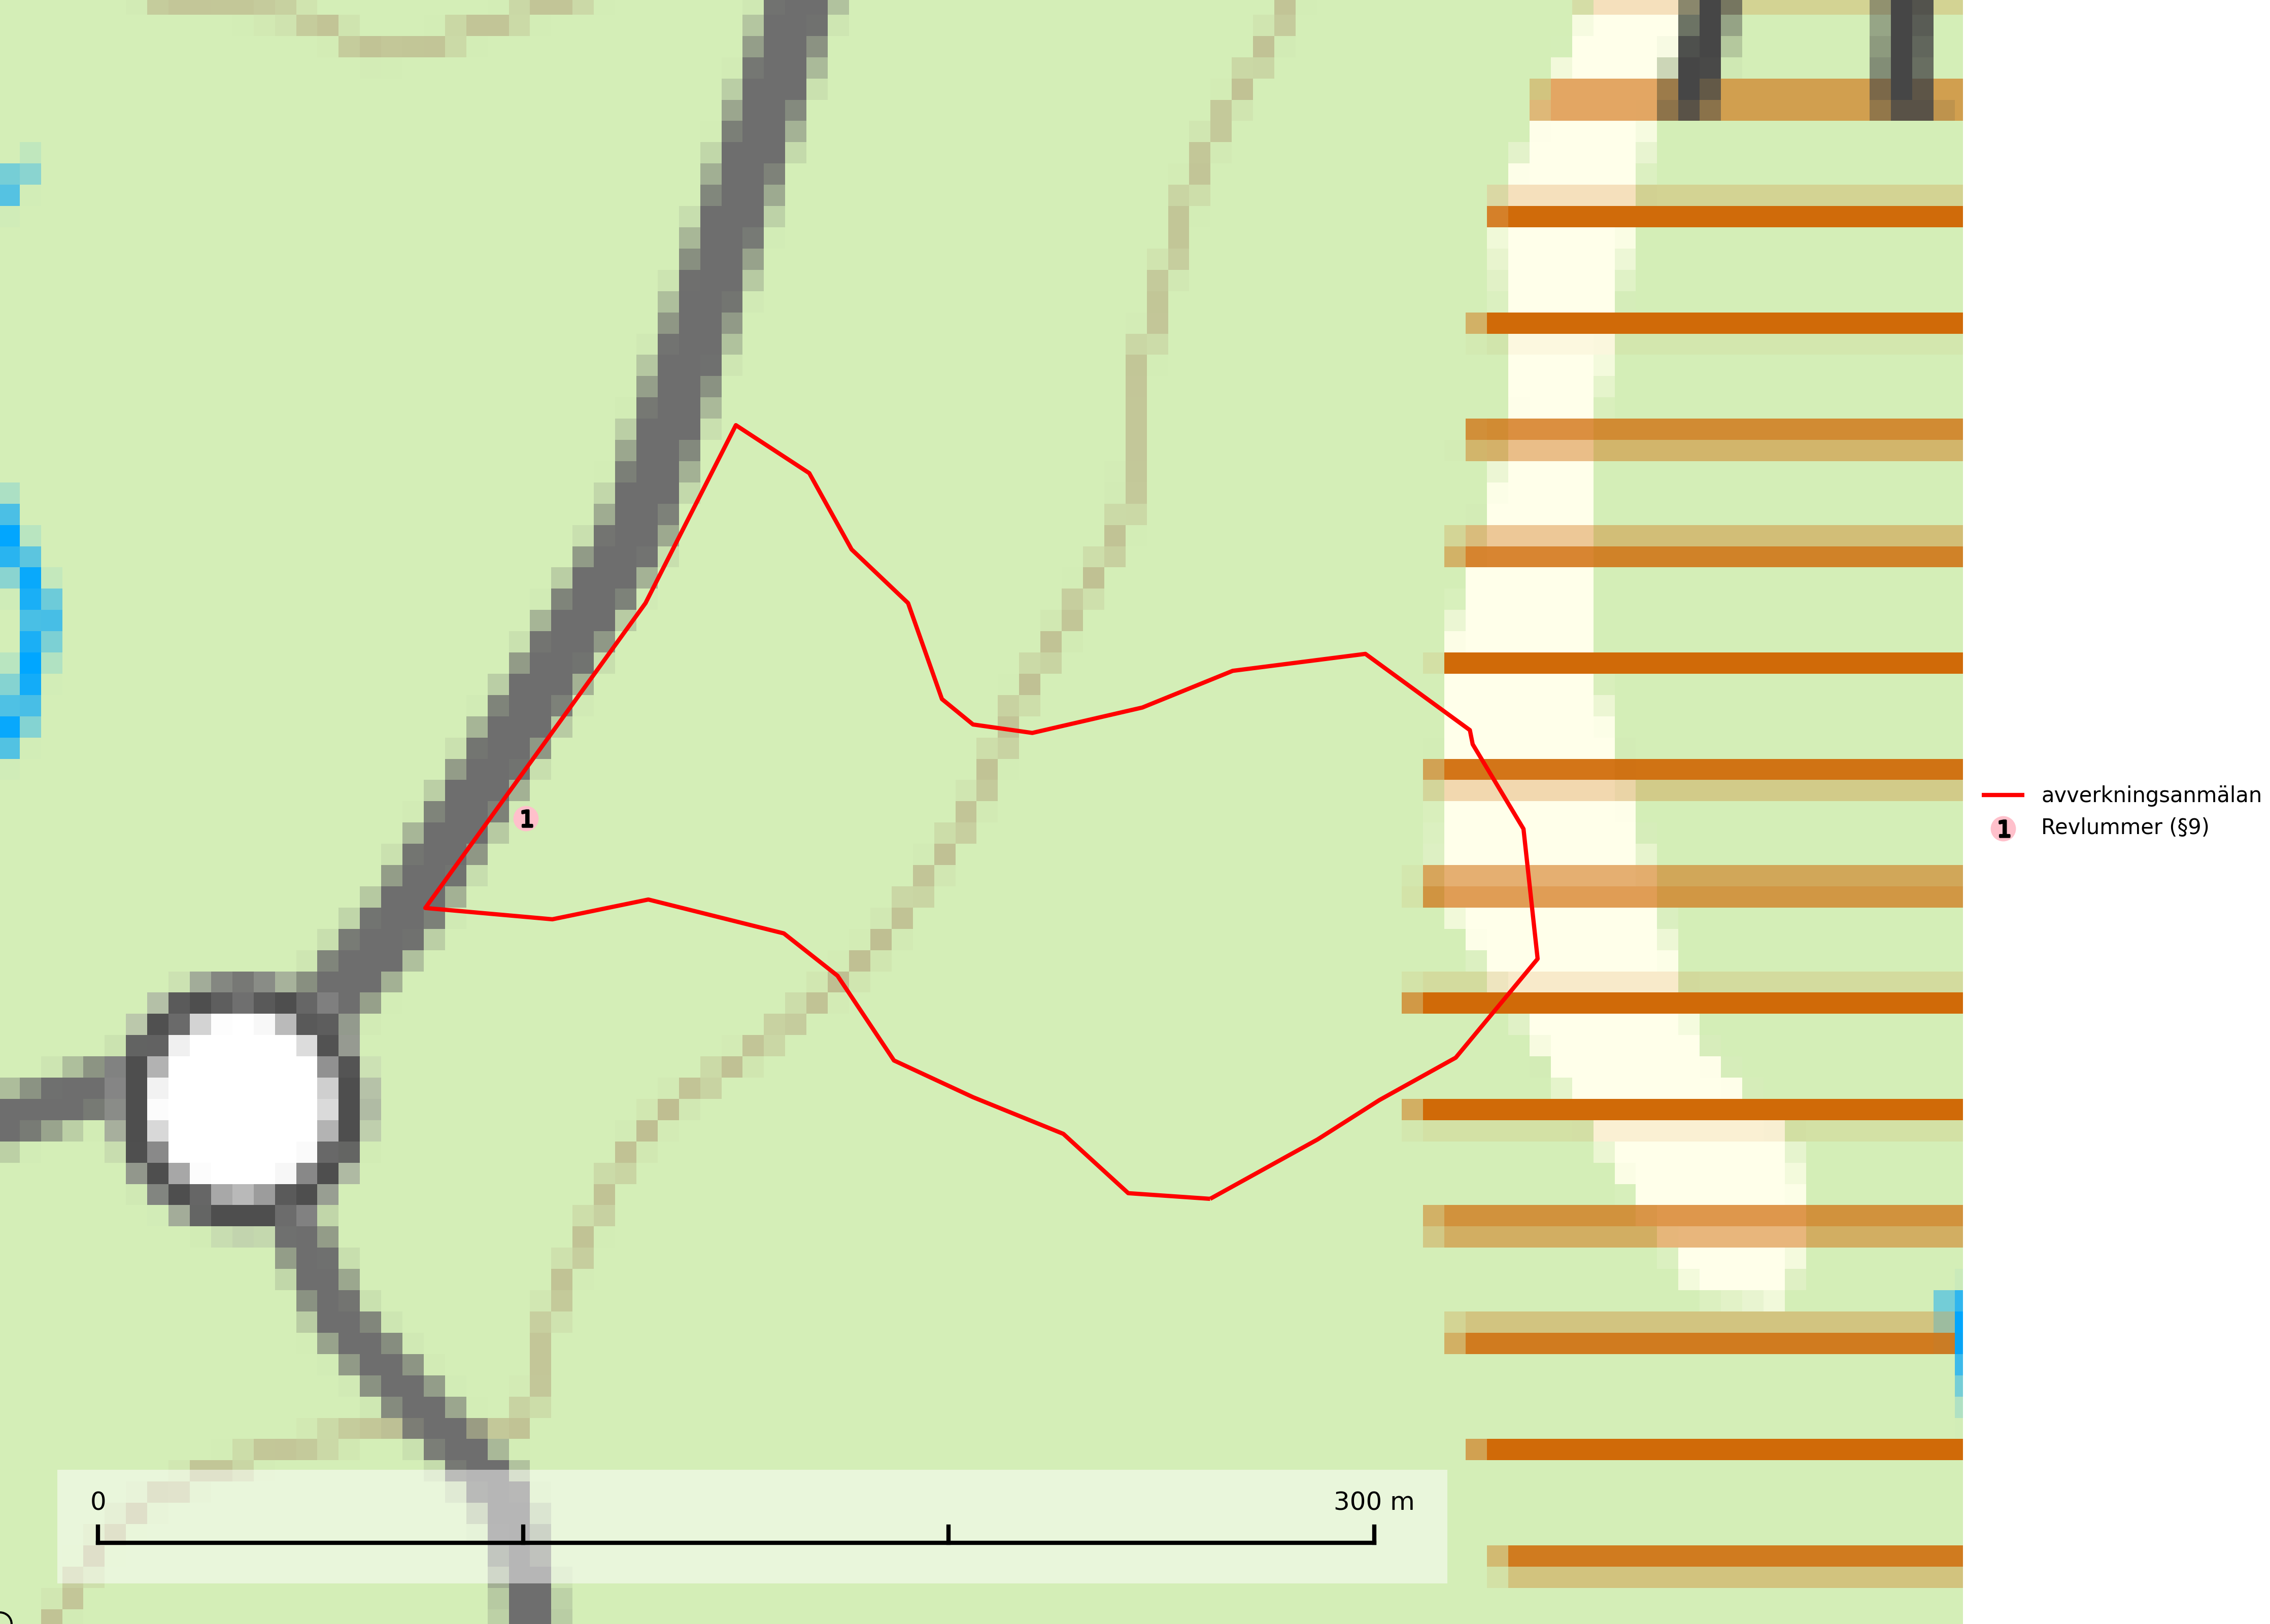 1
avverkningsanmälan
1 Revlummer (§9)
0 300 m